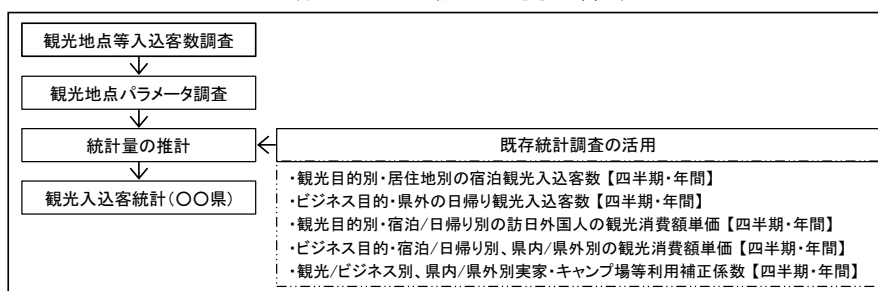 観光地点等入込客数調査
観光地点パラメータ調査
統計量の推計
既存統計調査の活用
観光入込客統計(○○県)
・観光目的別・居住地別の宿泊観光入込客数【四半期・年間】
・ビジネス目的・県外の日帰り観光入込客数【四半期・年間】
・観光目的別・宿泊/日帰り別の訪日外国人の観光消費額単価【四半期・年間】
・ビジネス目的・宿泊/日帰り別、県内/県外別の観光消費額単価【四半期・年間】
・観光/ビジネス別、県内/県外別実家・キャンプ場等利用補正係数【四半期・年間】